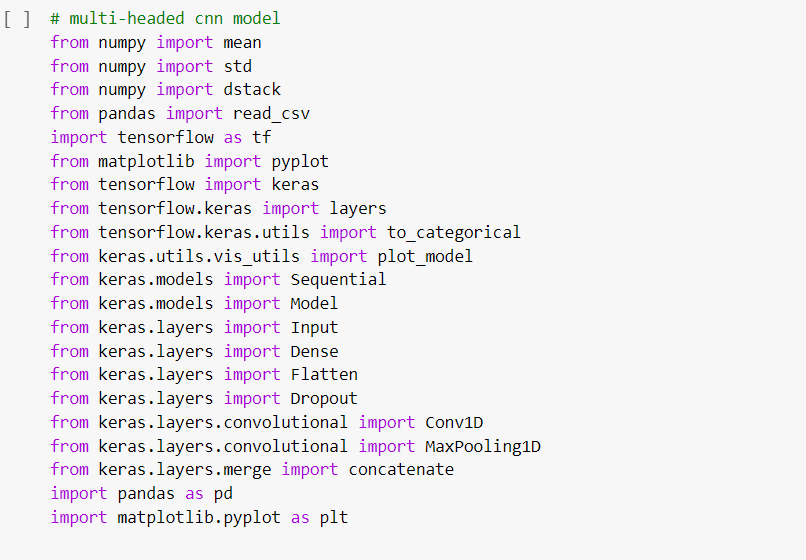 [ ] # multi-headed cnn model
from numpy import mean
from numpy import std
from numpy import dstack
from pandas import read_csv
import tensorflow as tf
from matplotlib import pyplot
from tensorflow import keras
from tensorflow.keras import layers
from tensorflow.keras.utils import to_categorical
from keras.utils.vis_utils import plot_model
from keras.models import Sequential
from keras.models import Model
from keras.layers import Input
from keras.layers import Dense
from keras.layers import Flatten
from keras.layers import Dropout
from keras.layers.convolutional import Conv1D
from keras.layers.convolutional import MaxPooling1D
from keras.layers.merge import concatenate
import pandas as pd
import matplotlib.pyplot as plt